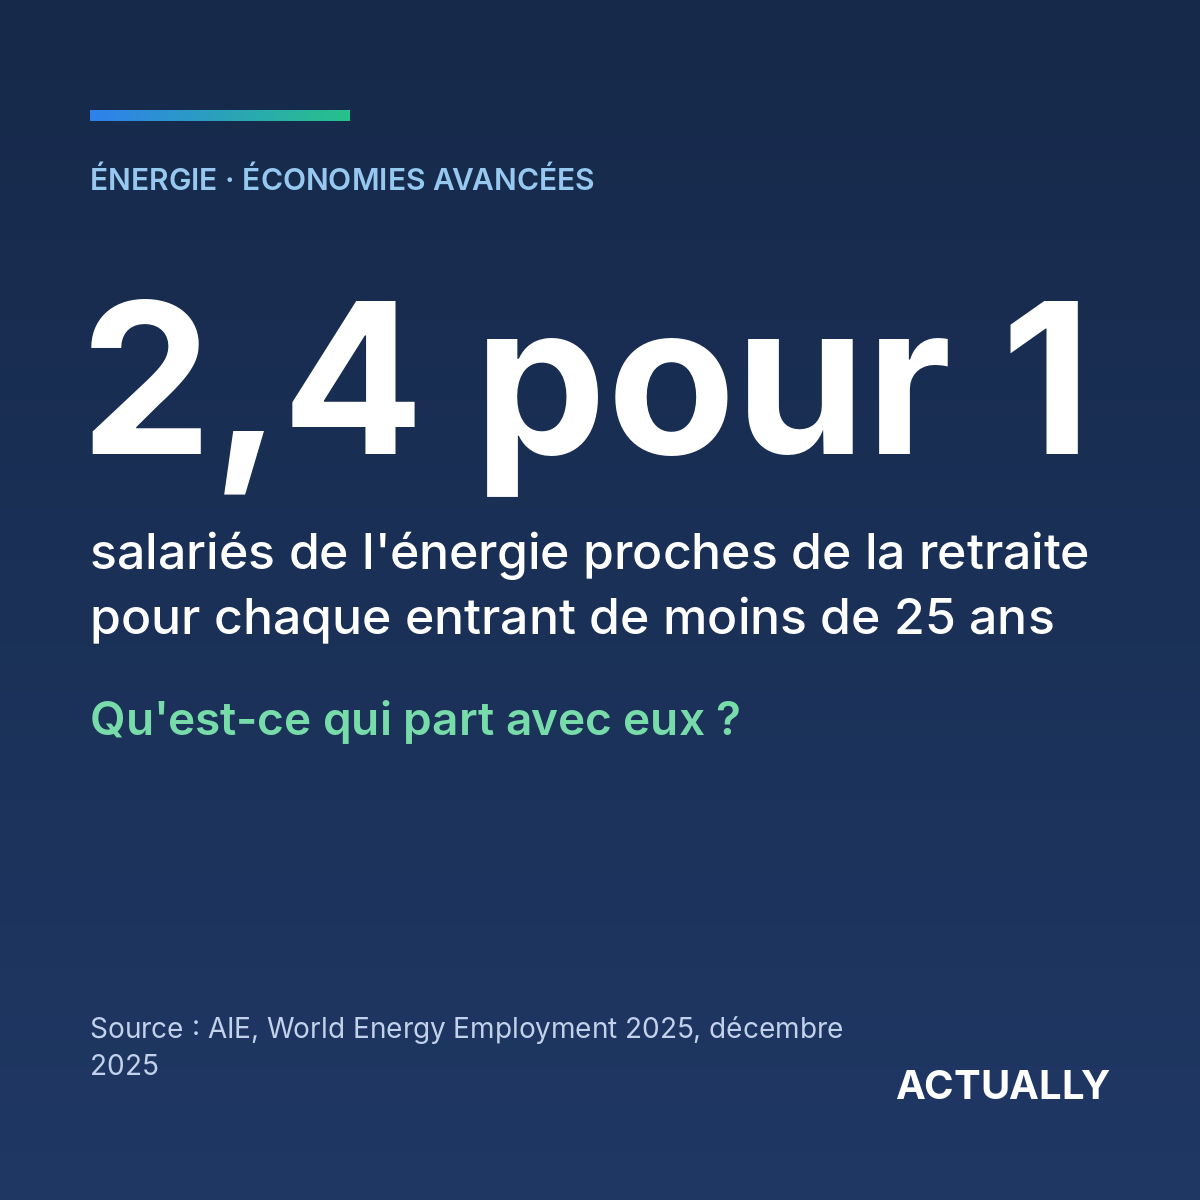 ÉNERGIE · ÉCONOMIES AVANCÉES
2,4 pour 1
salariés de l'énergie proches de la retraite
pour chaque entrant de moins de 25 ans
Qu'est-ce qui part avec eux ?
Source : AIE, World Energy Employment 2025, décembre
2025
ACTUALLY